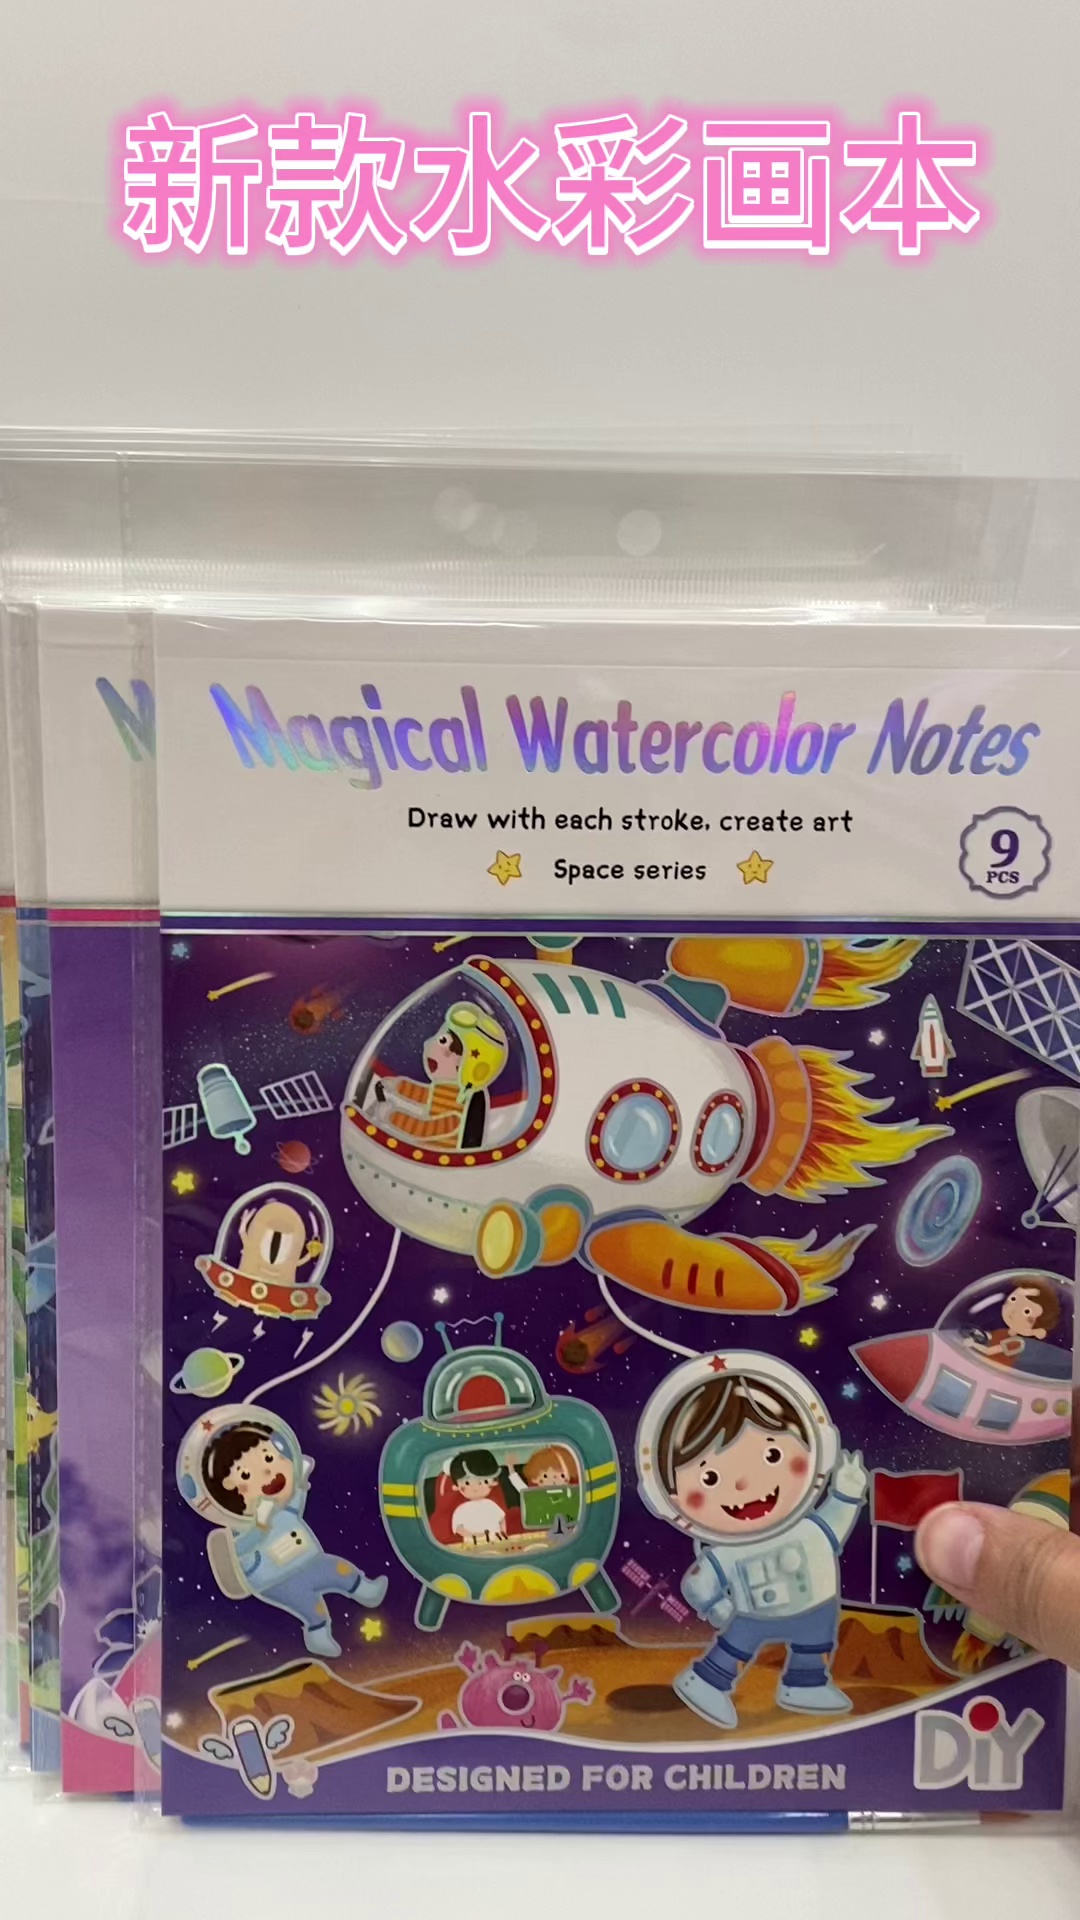 新款水彩画本
M
Magical Watercolor Notes
Draw with each stroke, create art
Space series
9
PCS
DESIGNED FOR CHILDREN
DiY